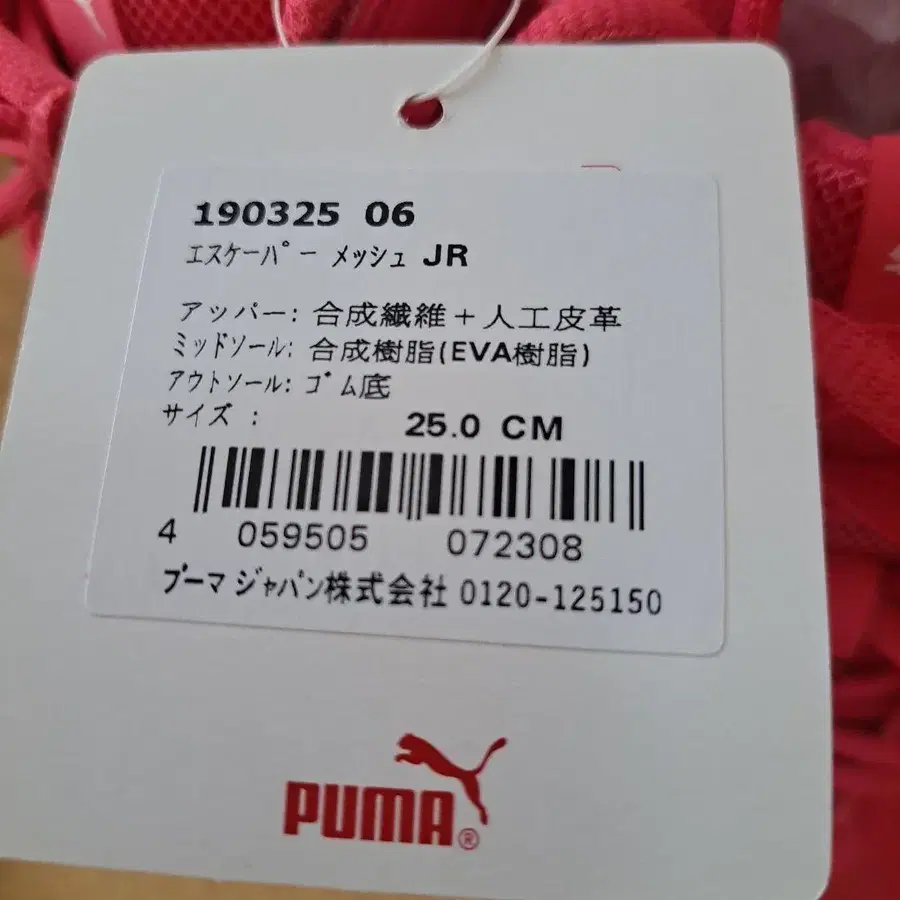 190325 06
エスケーパー メッシュ JR
アッパー: 合成繊維+人工皮革
ミッドソール: 合成樹脂(EVA樹脂)
アウトソール: ゴム底
サイズ : 25.0 CM
4 059505 072308
プーマ ジャパン株式会社 0120-125150
PUMA®